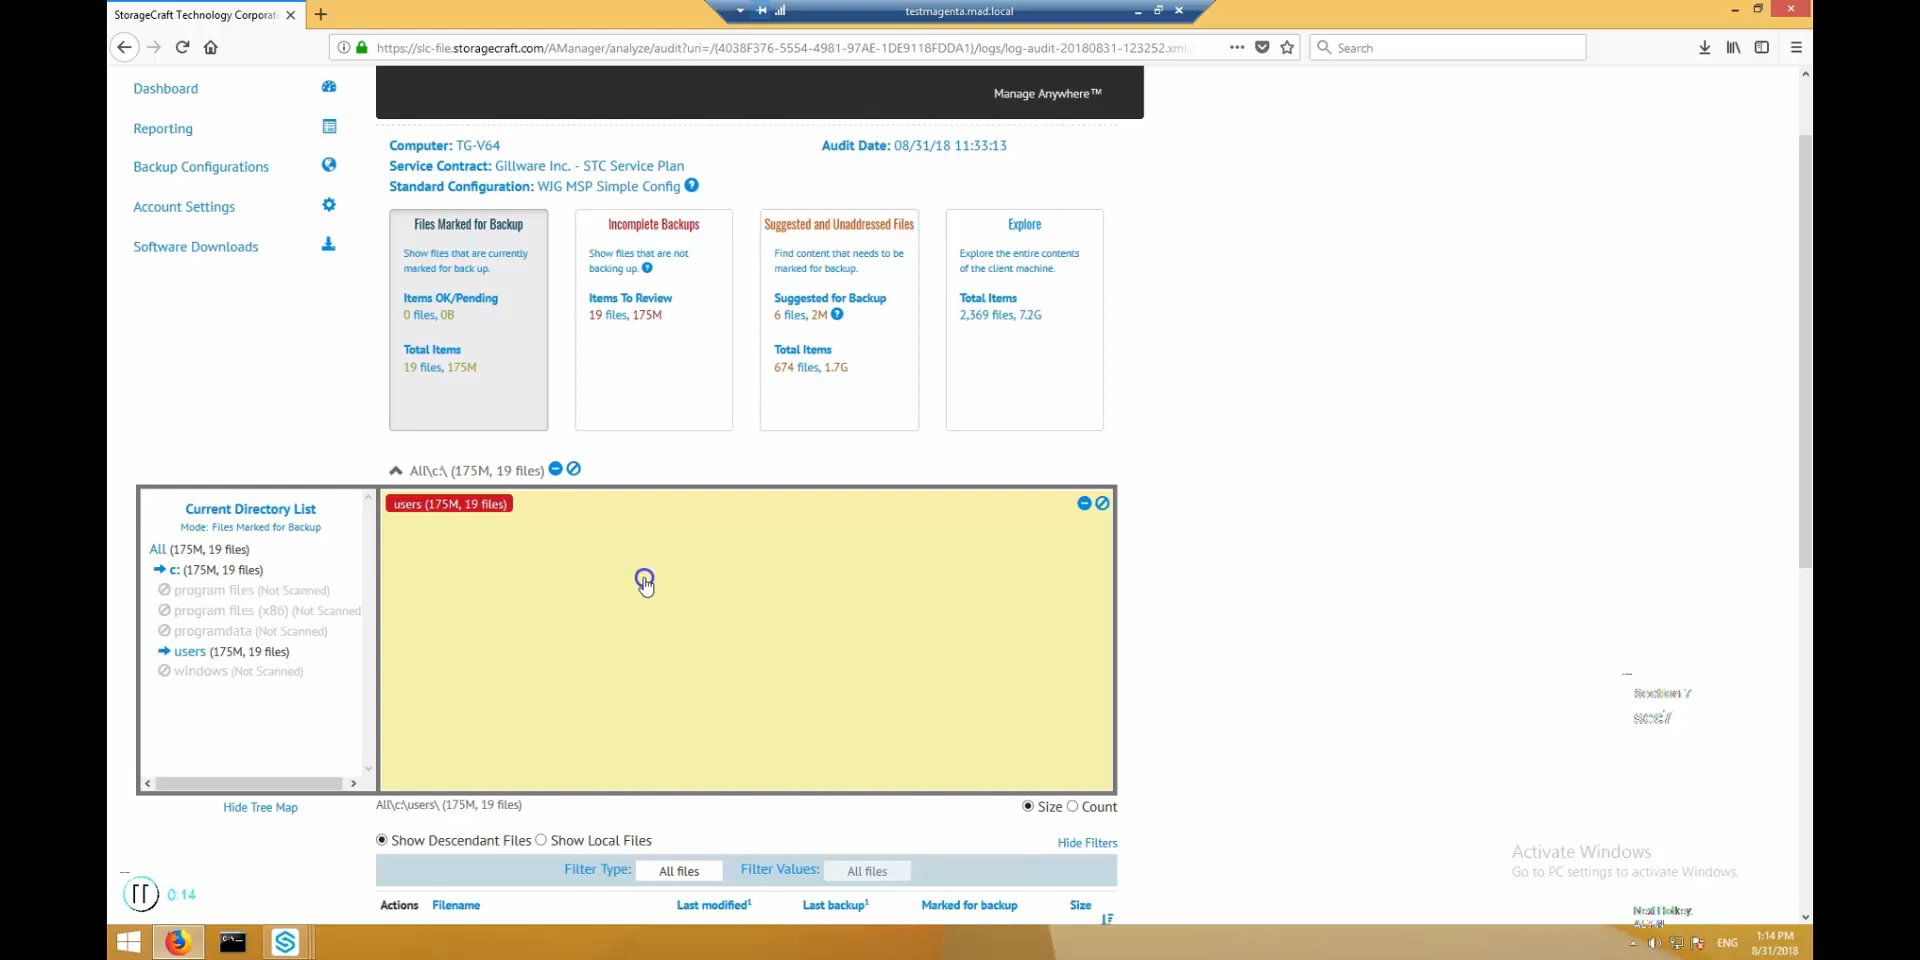 StorageCraft Technology Corporat
testmagenta.mad.local
https://slc-file.storagecraft.com/AManager/analyze/audit?uri=/{4038F376-5554-4981-97AE-1DE9118FDDA1}/logs/log-audit-20180831-123252.xml
Search
Dashboard
Reporting
Backup Configurations
Account Settings
Software Downloads
Manage Anywhere™
Computer: TG-V64
Audit Date: 08/31/18 11:33:13
Service Contract: Gillware Inc. - STC Service Plan
Standard Configuration: WJG MSP Simple Config
Files Marked for Backup
Show files that are currently
marked for back up.
Items OK/Pending
0 files, 0B
Total Items
19 files, 175M
Incomplete Backups
Show files that are not
backing up.
Items To Review
19 files, 175M
Suggested and Unaddressed Files
Find content that needs to be
marked for backup.
Suggested for Backup
6 files, 2M
Total Items
674 files, 1.7G
Explore
Explore the entire contents
of the client machine.
Total Items
2,369 files, 7.2G
All\c:\ (175M, 19 files)
Current Directory List
Mode: Files Marked for Backup
All (175M, 19 files)
c: (175M, 19 files)
program files (Not Scanned)
program files (x86) (Not Scanned
programdata (Not Scanned)
users (175M, 19 files)
windows (Not Scanned)
users (175M, 19 files)
Hide Tree Map
All\c:\users\ (175M, 19 files)
Size Count
Show Descendant Files Show Local Files
Hide Filters
Filter Type: All files Filter Values: All files
Actions Filename Last modified¹ Last backup¹ Marked for backup Size
Section 7
sec7
Activate Windows
Go to PC settings to activate Windows.
0:14
ENG
1:14 PM
8/31/2018